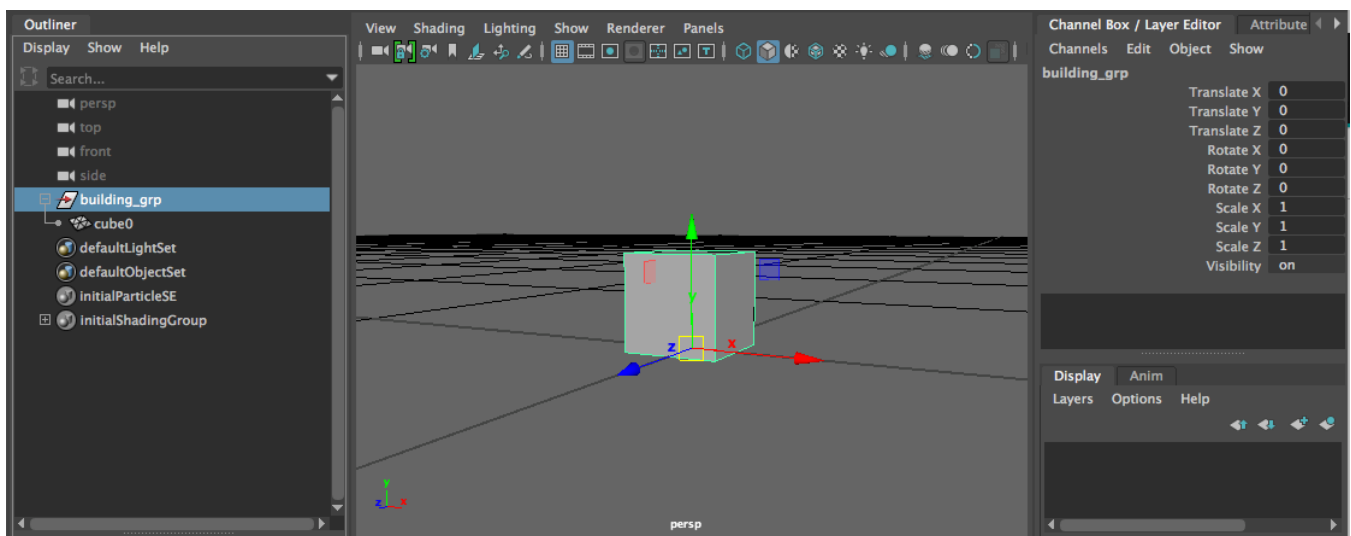 Outliner
Display Show Help
Search...
persp
top
front
side
building_grp
cube0
defaultLightSet
defaultObjectSet
initialParticleSE
initialShadingGroup
View Shading Lighting Show Renderer Panels
y
z x
y
z x
persp
Channel Box / Layer Editor Attribute
Channels Edit Object Show
building_grp
Translate X 0
Translate Y 0
Translate Z 0
Rotate X 0
Rotate Y 0
Rotate Z 0
Scale X 1
Scale Y 1
Scale Z 1
Visibility on
Display Anim
Layers Options Help